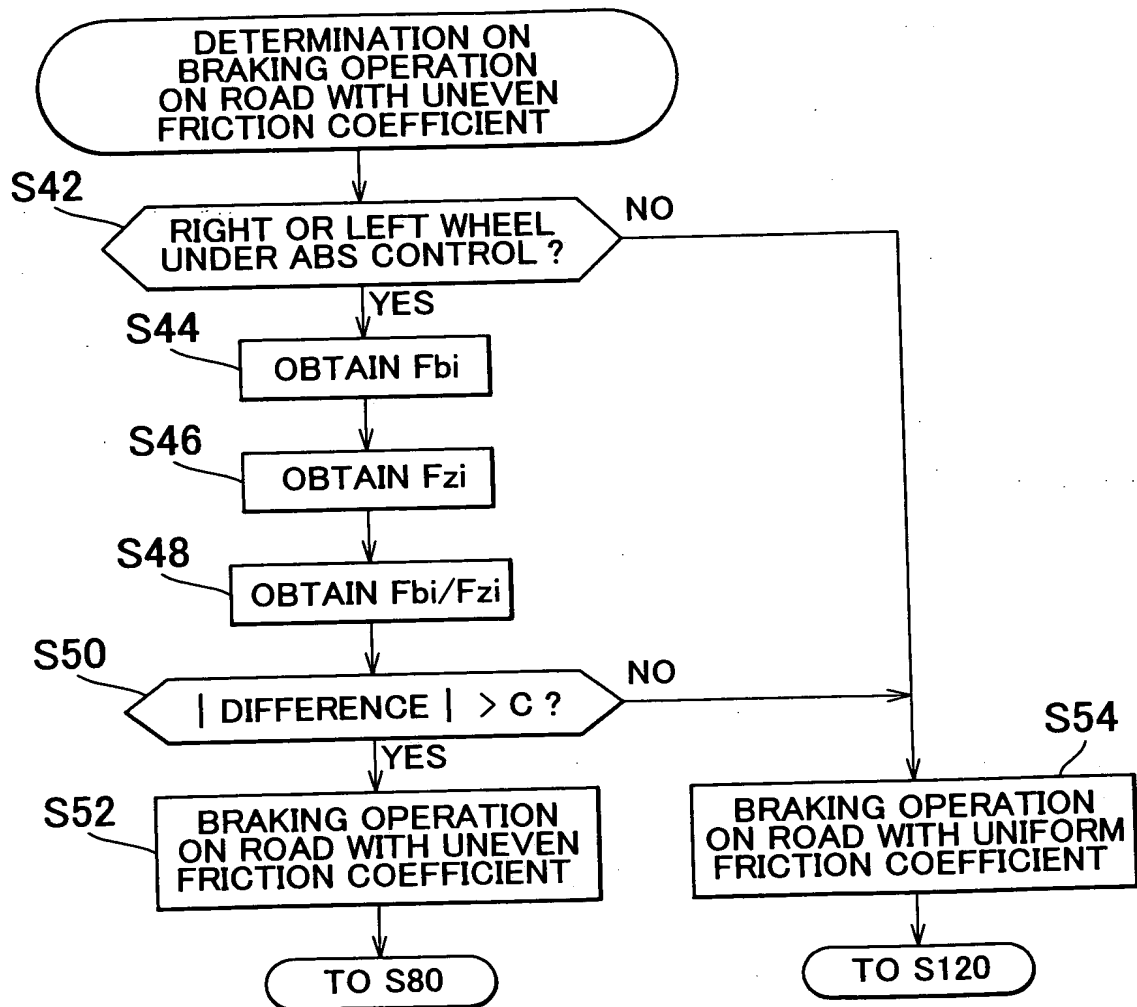 DETERMINATION ON
BRAKING OPERATION
ON ROAD WITH UNEVEN
FRICTION COEFFICIENT
S42
RIGHT OR LEFT WHEEL
UNDER ABS CONTROL ?
NO
YES
S44
OBTAIN Fbi
S46
OBTAIN Fzi
S48
OBTAIN Fbi/Fzi
S50
| DIFFERENCE | > C ?
NO
YES
S52
BRAKING OPERATION
ON ROAD WITH UNEVEN
FRICTION COEFFICIENT
S54
BRAKING OPERATION
ON ROAD WITH UNIFORM
FRICTION COEFFICIENT
TO S80
TO S120